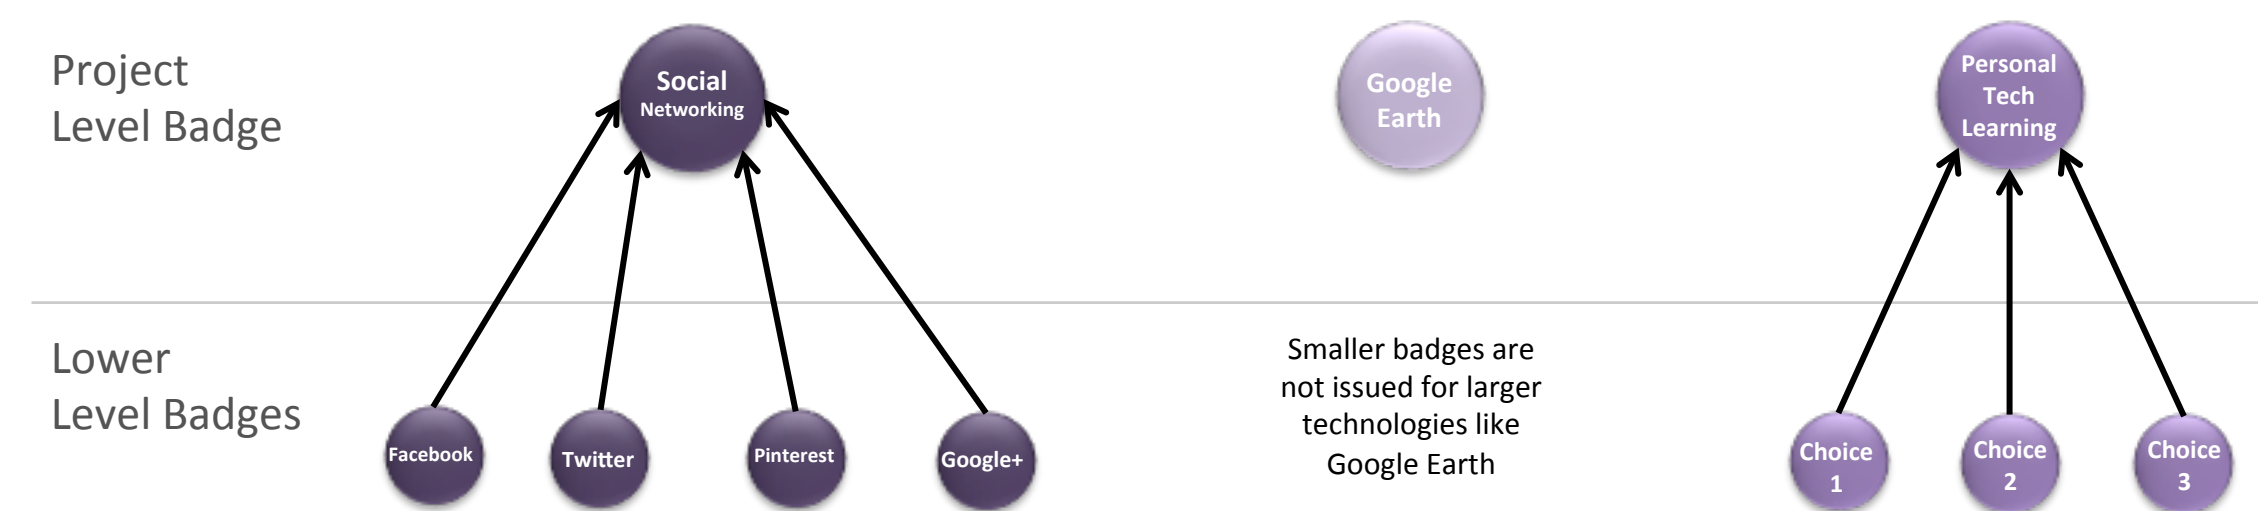 Project
Level Badge
Social
Networking
Google
Earth
Personal
Tech
Learning
Lower
Level Badges
Facebook
Twitter
Pinterest
Google+
Smaller badges are
not issued for larger
technologies like
Google Earth
Choice
1
Choice
2
Choice
3